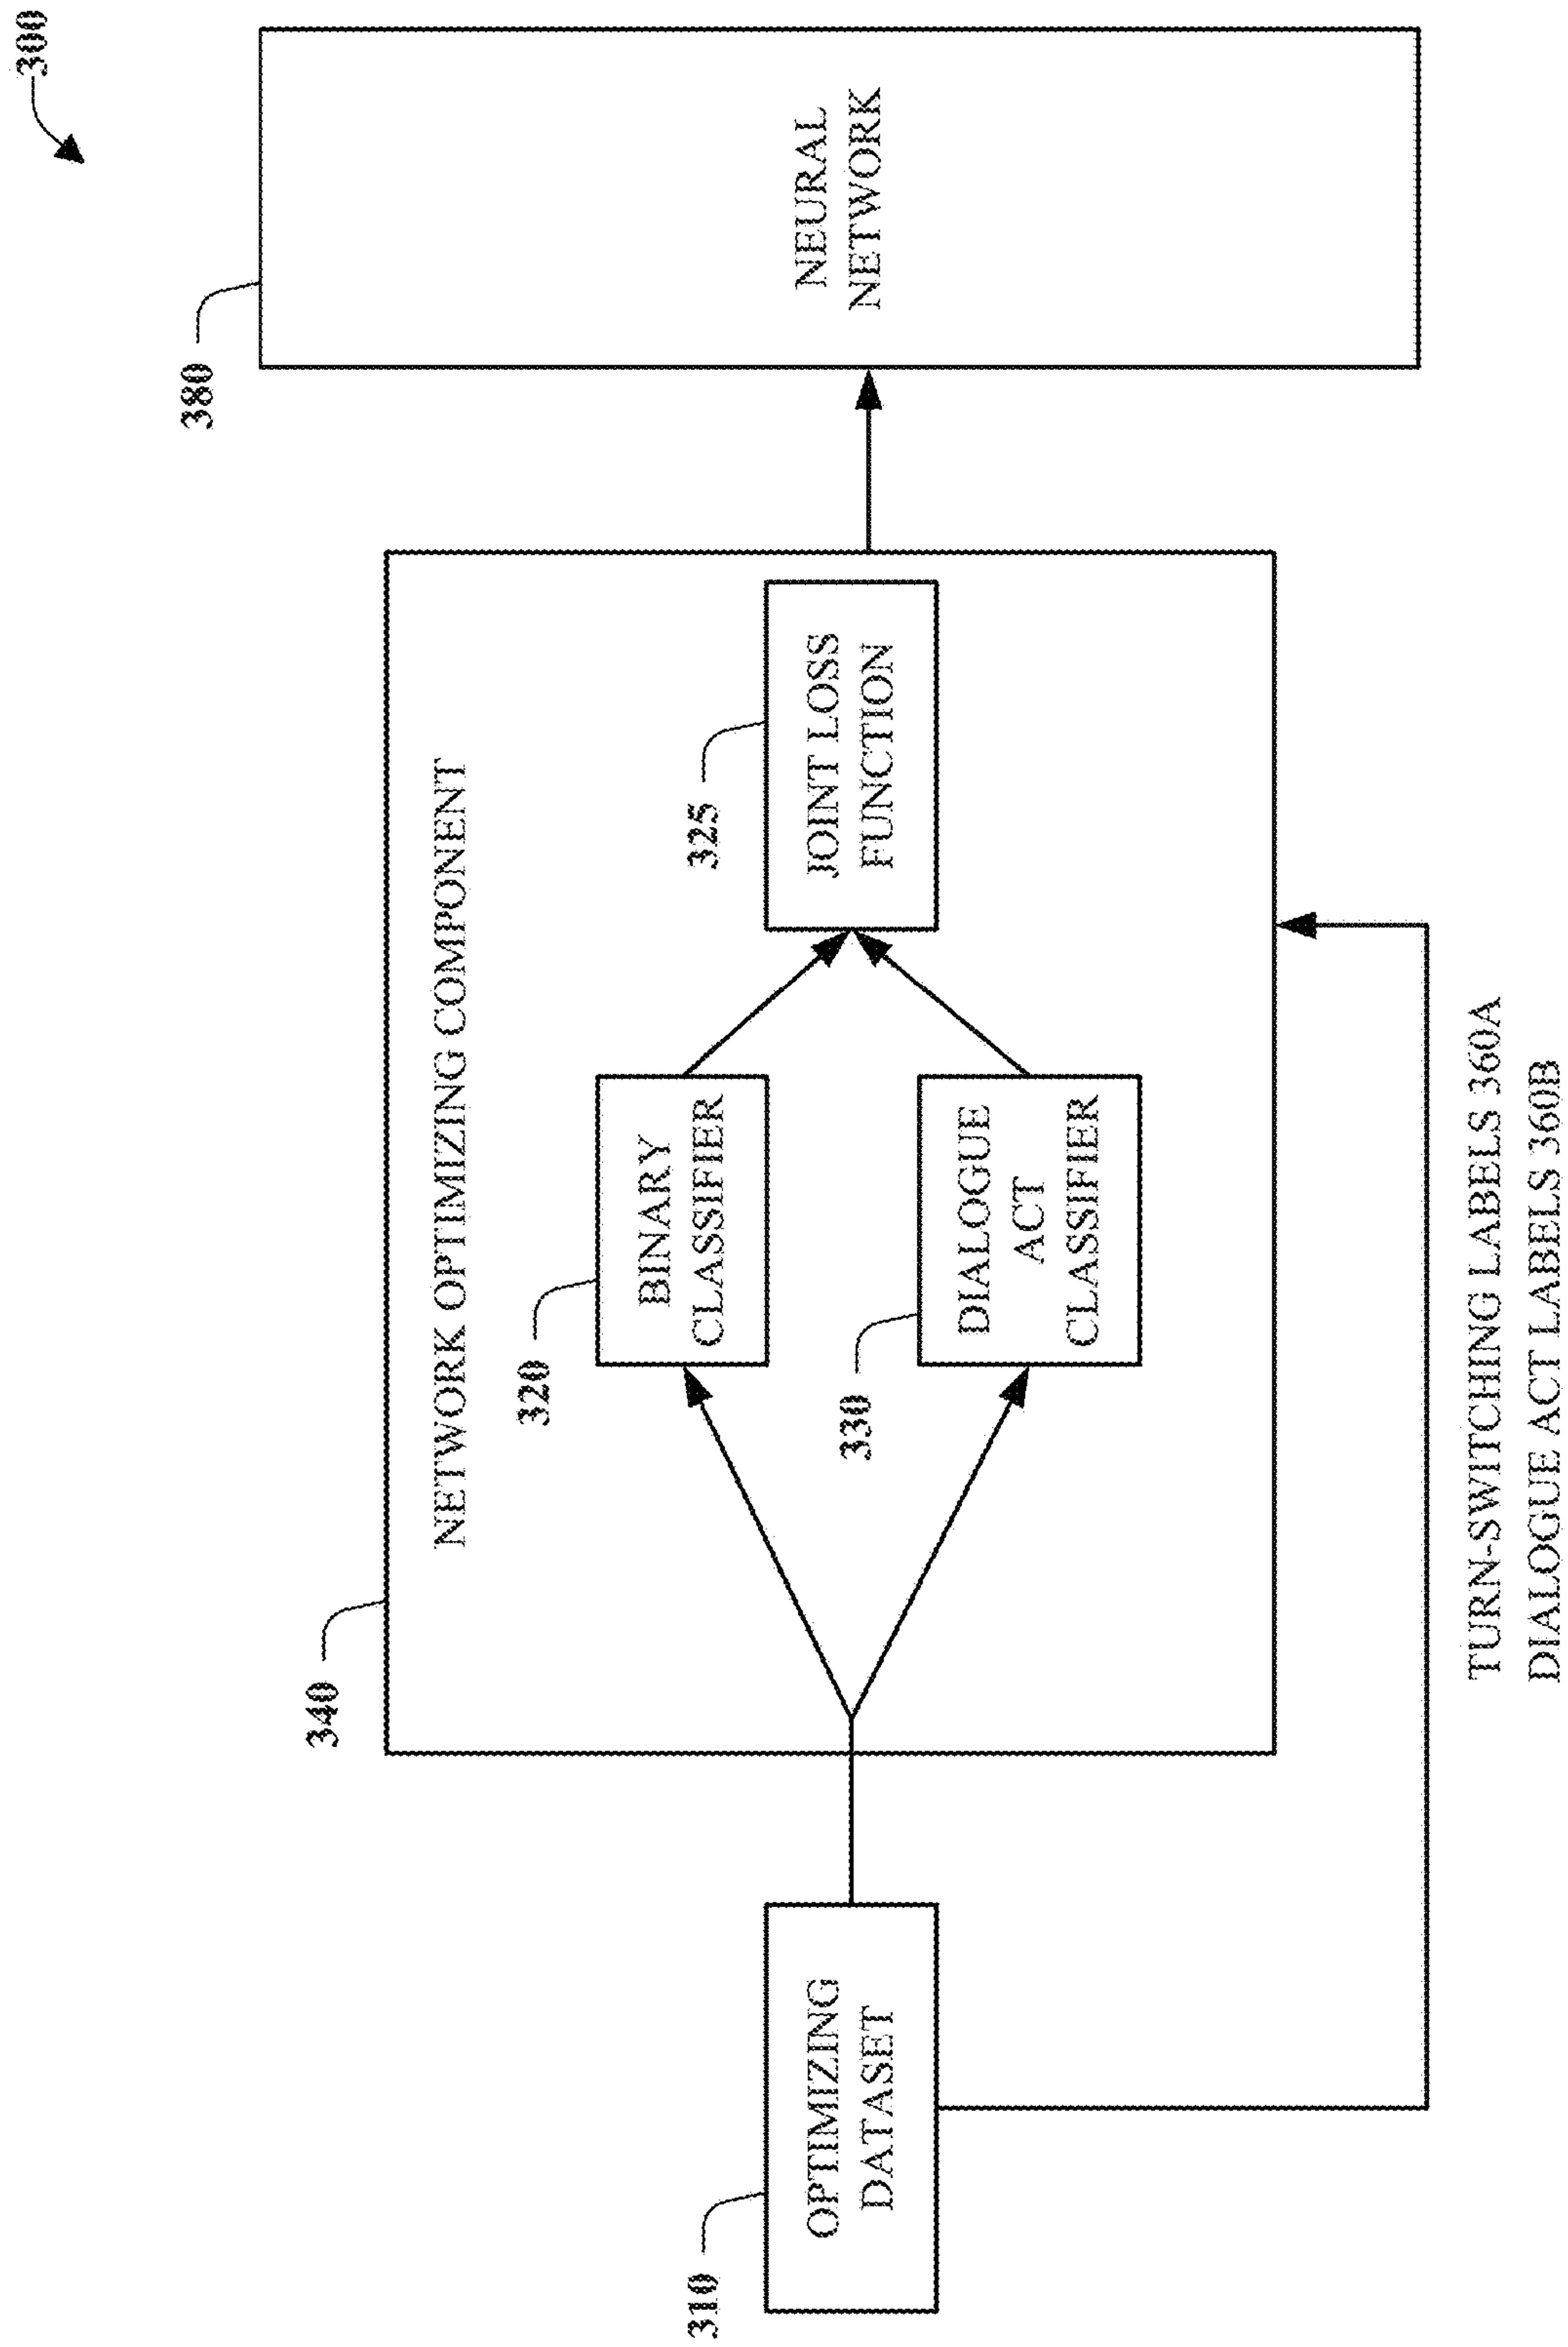 300
380
NEURAL
NETWORK
340
NETWORK OPTIMIZING COMPONENT
320
BINARY
CLASSIFIER
325
JOINT LOSS
FUNCTION
330
DIALOGUE
ACT
CLASSIFIER
310
OPTIMIZING
DATASET
TURN-SWITCHING LABELS 360A
DIALOGUE ACT LABELS 360B